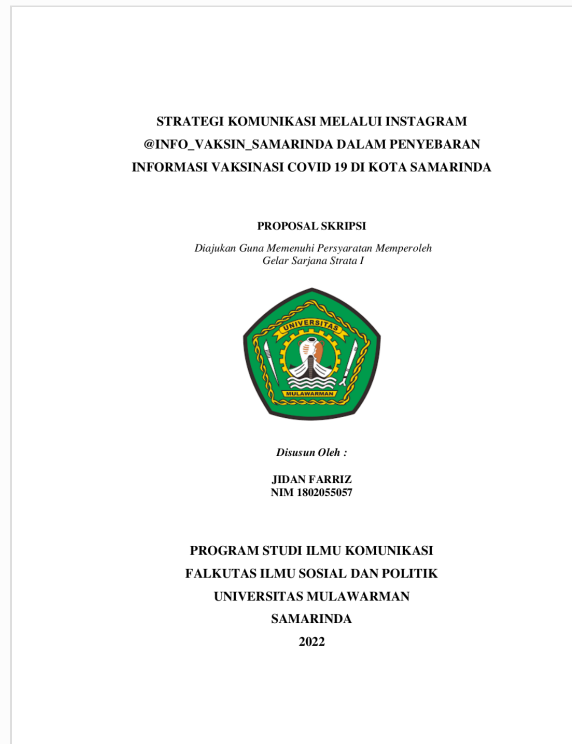 STRATEGI KOMUNIKASI MELALUI INSTAGRAM
@INFO_VAKSIN_SAMARINDA DALAM PENYEBARAN
INFORMASI VAKSINASI COVID 19 DI KOTA SAMARINDA
PROPOSAL SKRIPSI
Diajukan Guna Memenuhi Persyaratan Memperoleh
Gelar Sarjana Strata I
UNIVERSITAS
MULAWARMAN
Disusun Oleh :
JIDAN FARRIZ
NIM 1802055057
PROGRAM STUDI ILMU KOMUNIKASI
FALKUTAS ILMU SOSIAL DAN POLITIK
UNIVERSITAS MULAWARMAN
SAMARINDA
2022